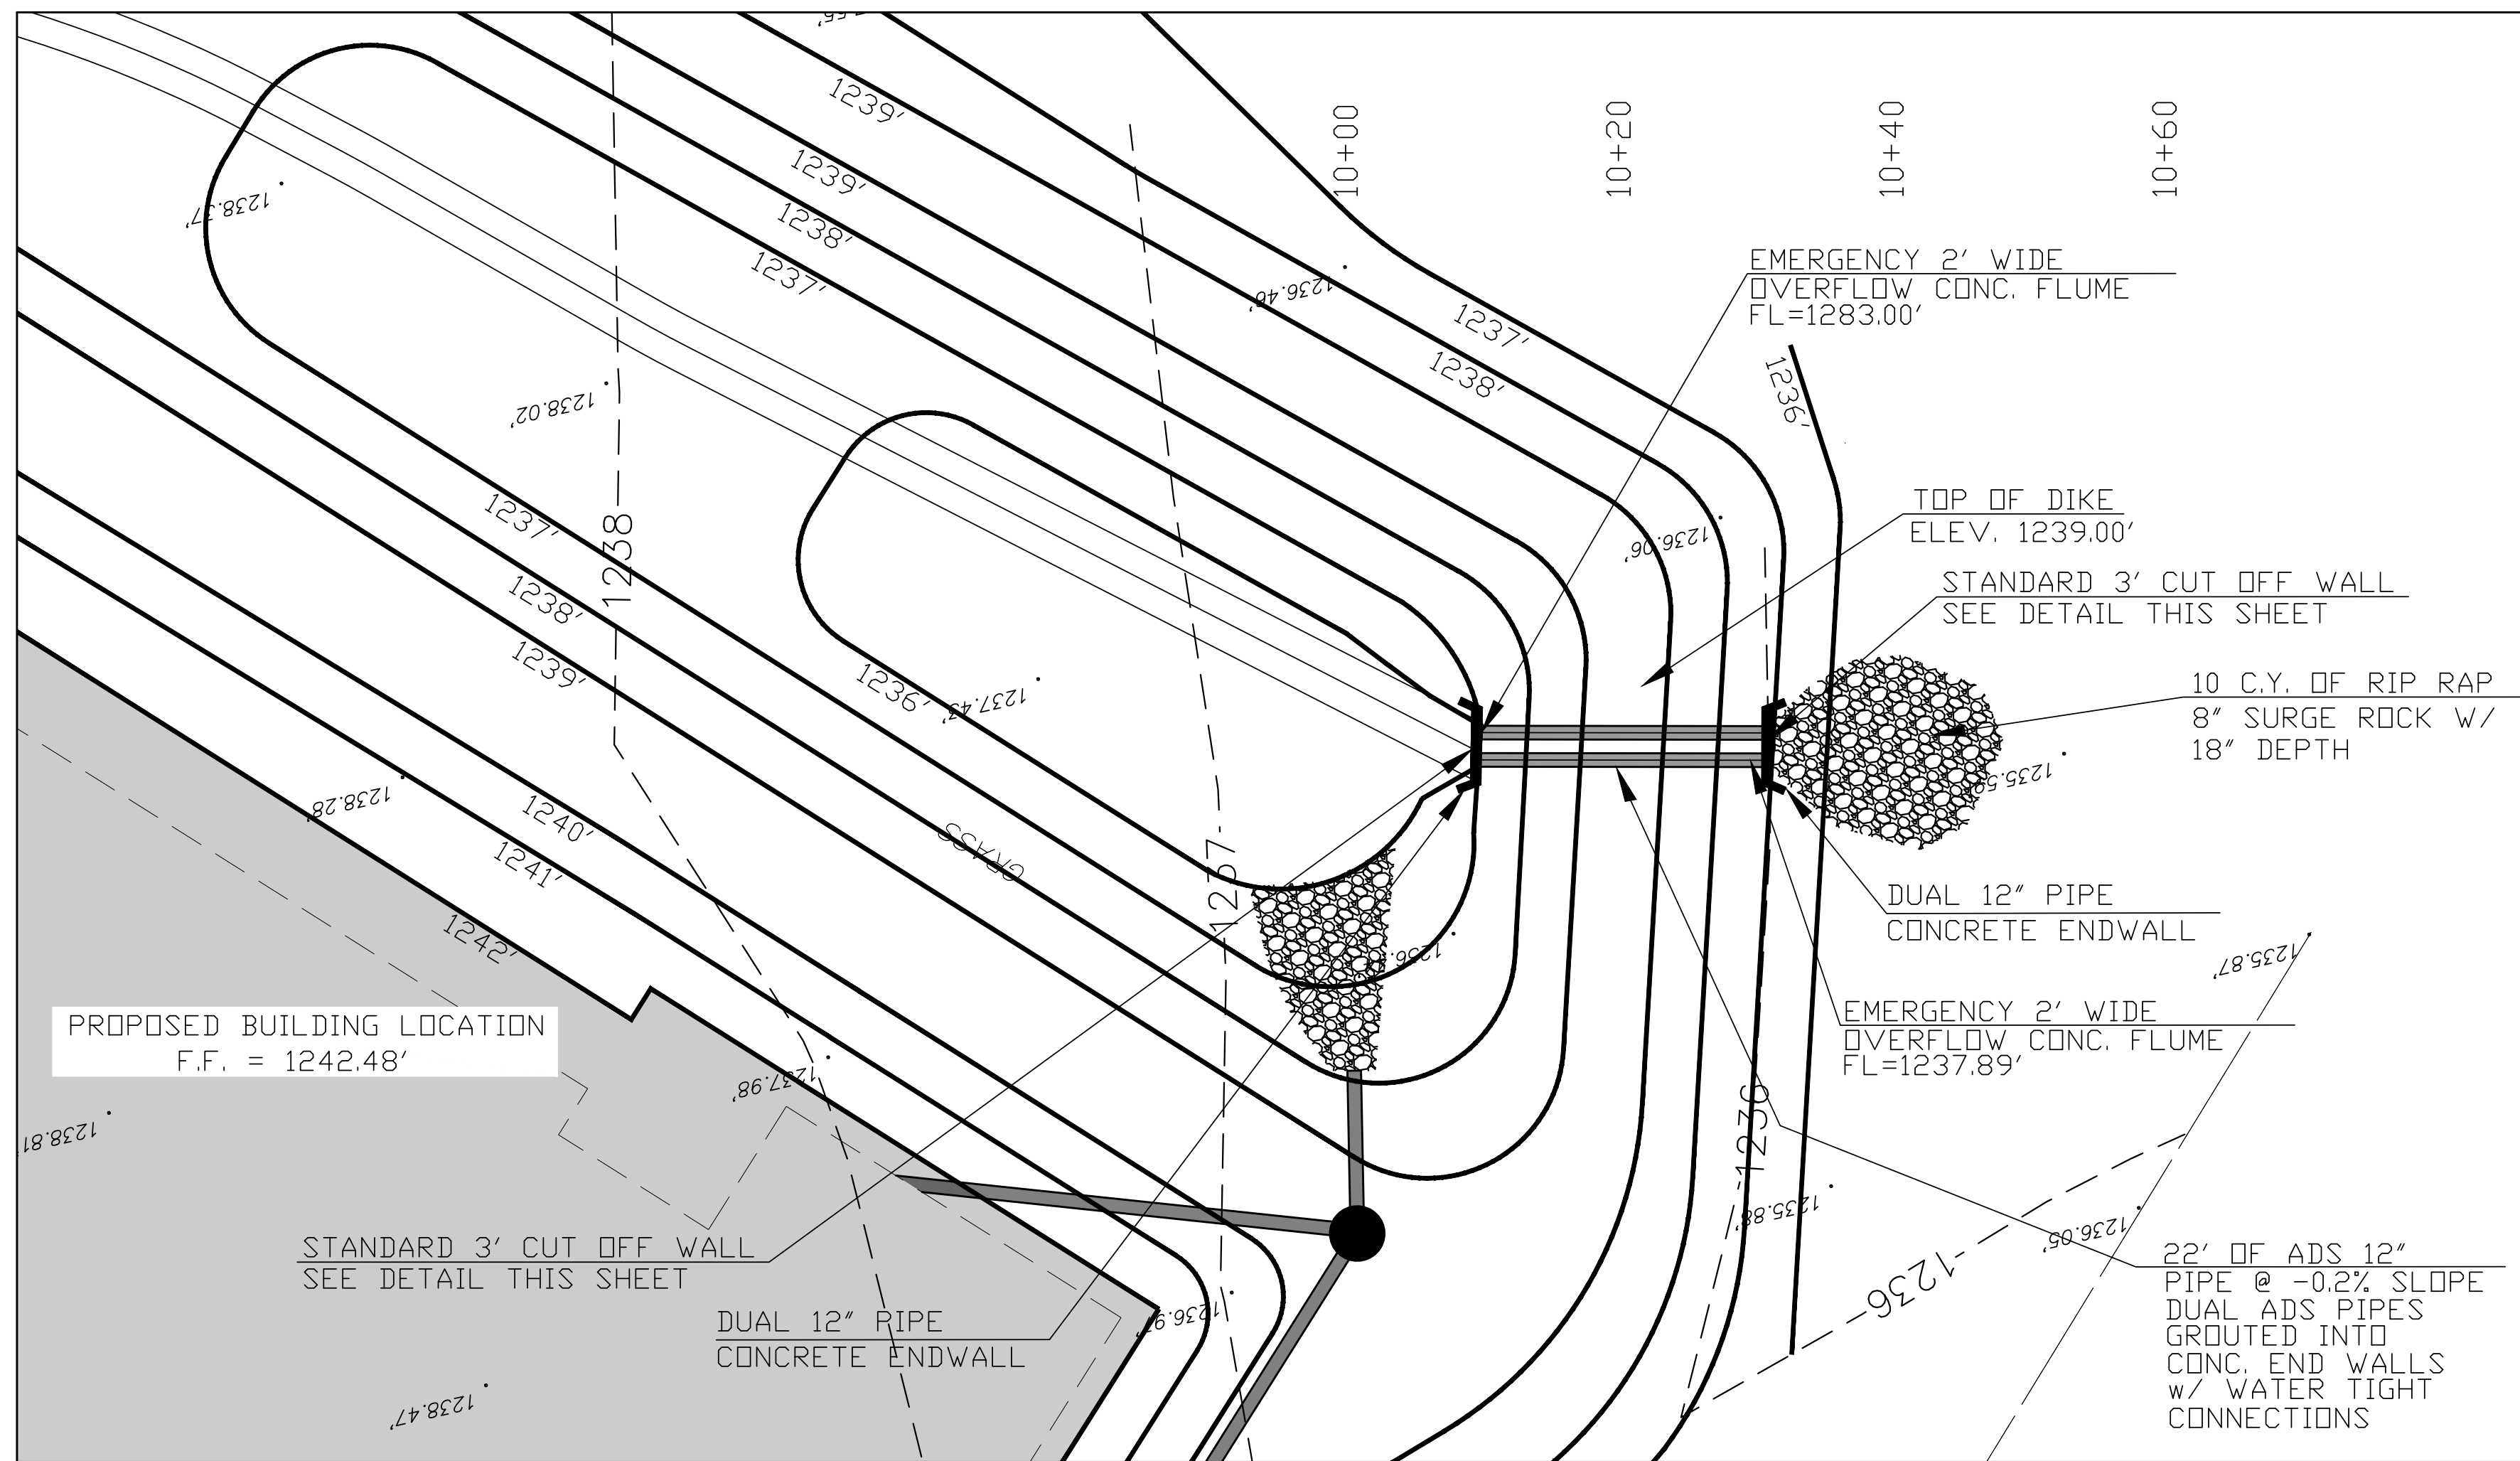 10+00
10+20
10+40
10+60
1239'
1239'
1238'
1237'
1238.37'
1236.46'
1237'
1238'
1236'
EMERGENCY 2' WIDE
OVERFLOW CONC. FLUME
FL=1283.00'
1238.02'
TOP OF DIKE
ELEV. 1239.00'
1237'
1238
1238'
1239'
1236.06'
STANDARD 3' CUT OFF WALL
SEE DETAIL THIS SHEET
1236
1237.43'
10 C.Y. OF RIP RAP
8" SURGE ROCK W/
18" DEPTH
1238.28'
1240'
1241'
1242'
GRASS
1237
DUAL 12" PIPE
CONCRETE ENDWALL
1235.87'
PROPOSED BUILDING LOCATION
F.F. = 1242.48'
1237.98'
EMERGENCY 2' WIDE
OVERFLOW CONC. FLUME
FL=1237.89'
1236
1235.88'
1236.05'
1236
STANDARD 3' CUT OFF WALL
SEE DETAIL THIS SHEET
DUAL 12" PIPE
CONCRETE ENDWALL
1238.47'
22' OF ADS 12"
PIPE @ -0.2% SLOPE
DUAL ADS PIPES
GROUTED INTO
CONC. END WALLS
w/ WATER TIGHT
CONNECTIONS